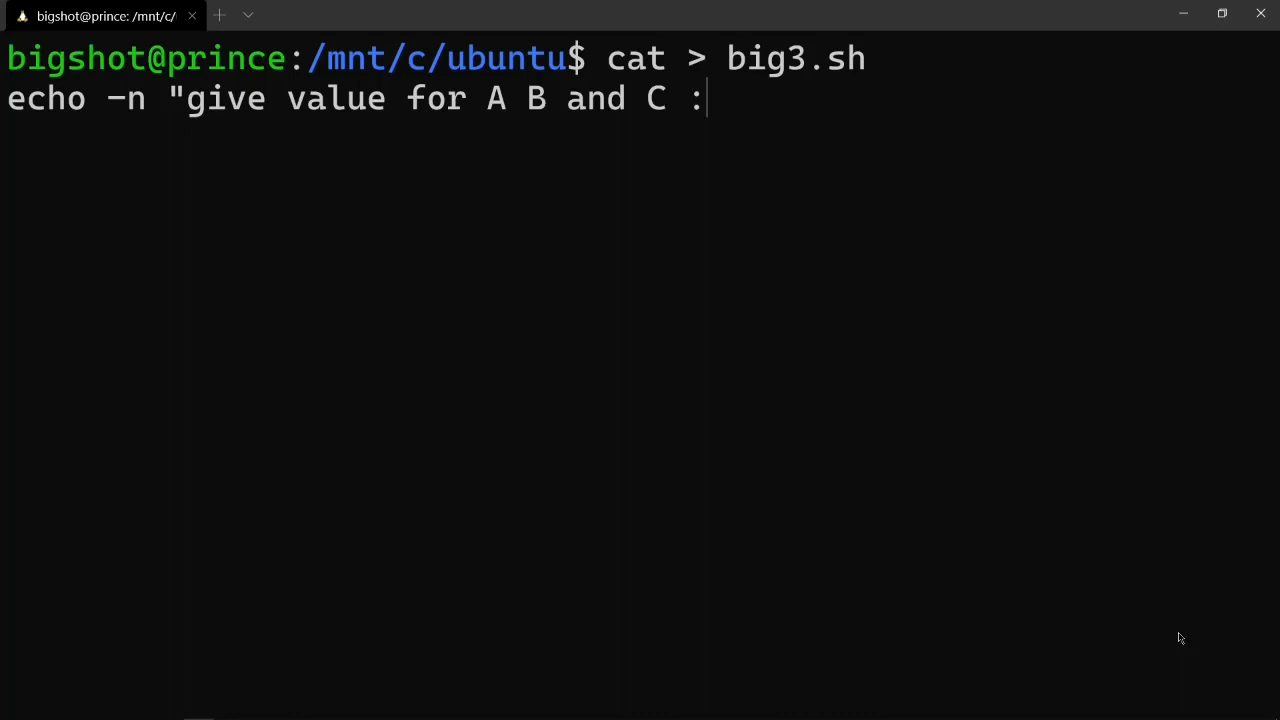 bigshot@prince: /mnt/c/
bigshot@prince:/mnt/c/ubuntu$ cat > big3.sh
echo -n "give value for A B and C :